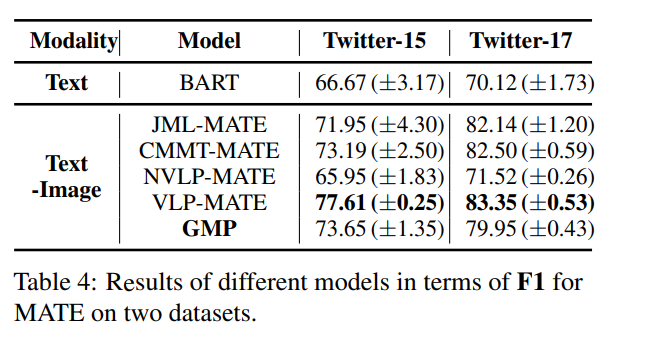 Modality Model Twitter-15 Twitter-17
Text BART 66.67 (±3.17) 70.12 (±1.73)
JML-MATE 71.95 (±4.30) 82.14 (±1.20)
CMMT-MATE 73.19 (±2.50) 82.50 (±0.59)
Text
-Image
NVLP-MATE 65.95 (±1.83) 71.52 (±0.26)
VLP-MATE 77.61 (±0.25) 83.35 (±0.53)
GMP 73.65 (±1.35) 79.95 (±0.43)
Table 4: Results of different models in terms of F1 for
MATE on two datasets.